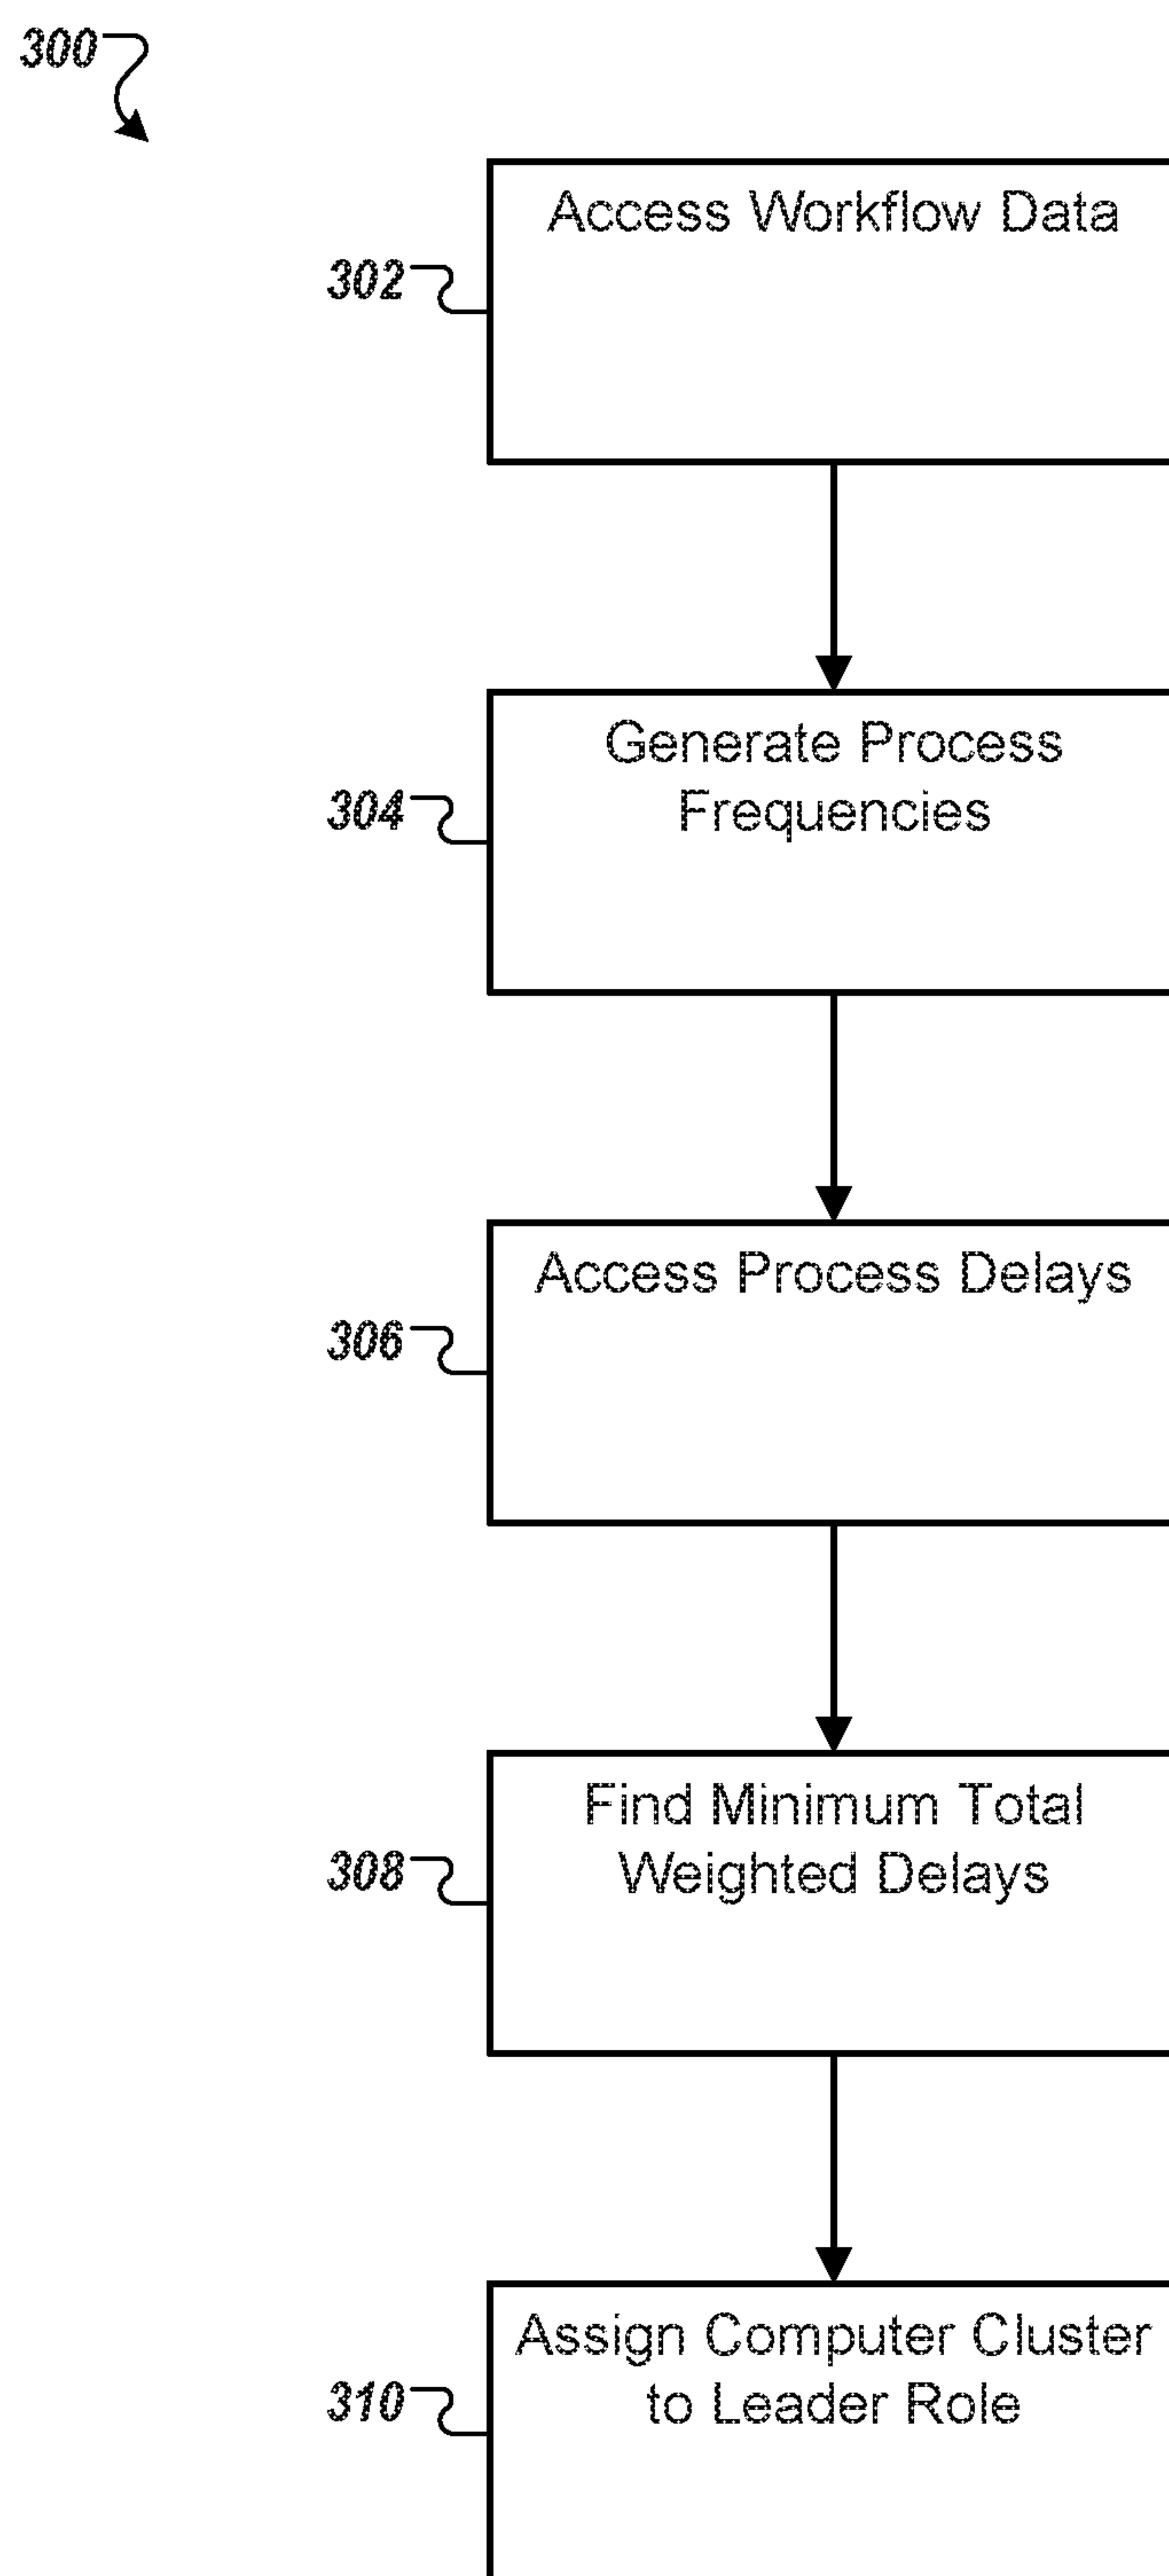 300
Access Workflow Data
302
Generate Process
Frequencies
304
Access Process Delays
306
Find Minimum Total
Weighted Delays
308
Assign Computer Cluster
to Leader Role
310